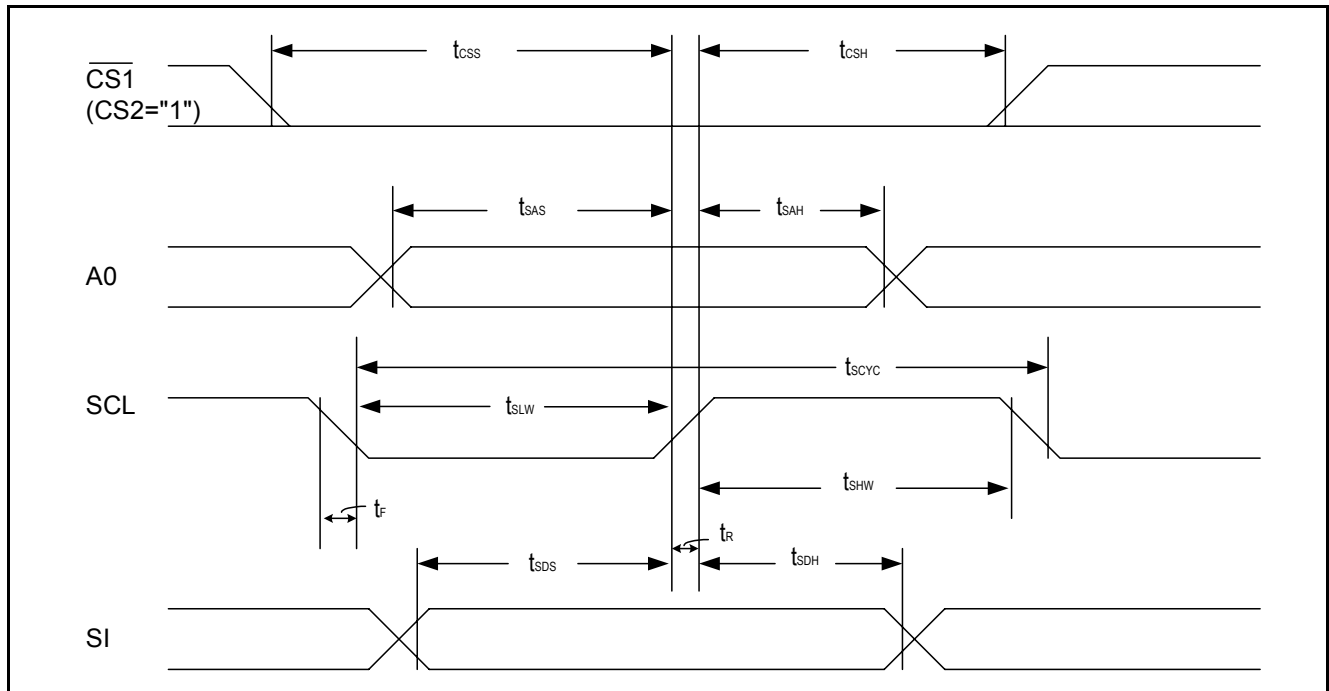 tCSS
tCSH
CS1
(CS2="1")
tSAS
tSAH
A0
tSCYC
SCL
tSLW
tSHW
tF
tR
tSDS
tSDH
SI